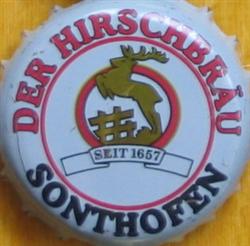 DER HIRSCHBRÄU
SEIT 1657
SONTHOFEN